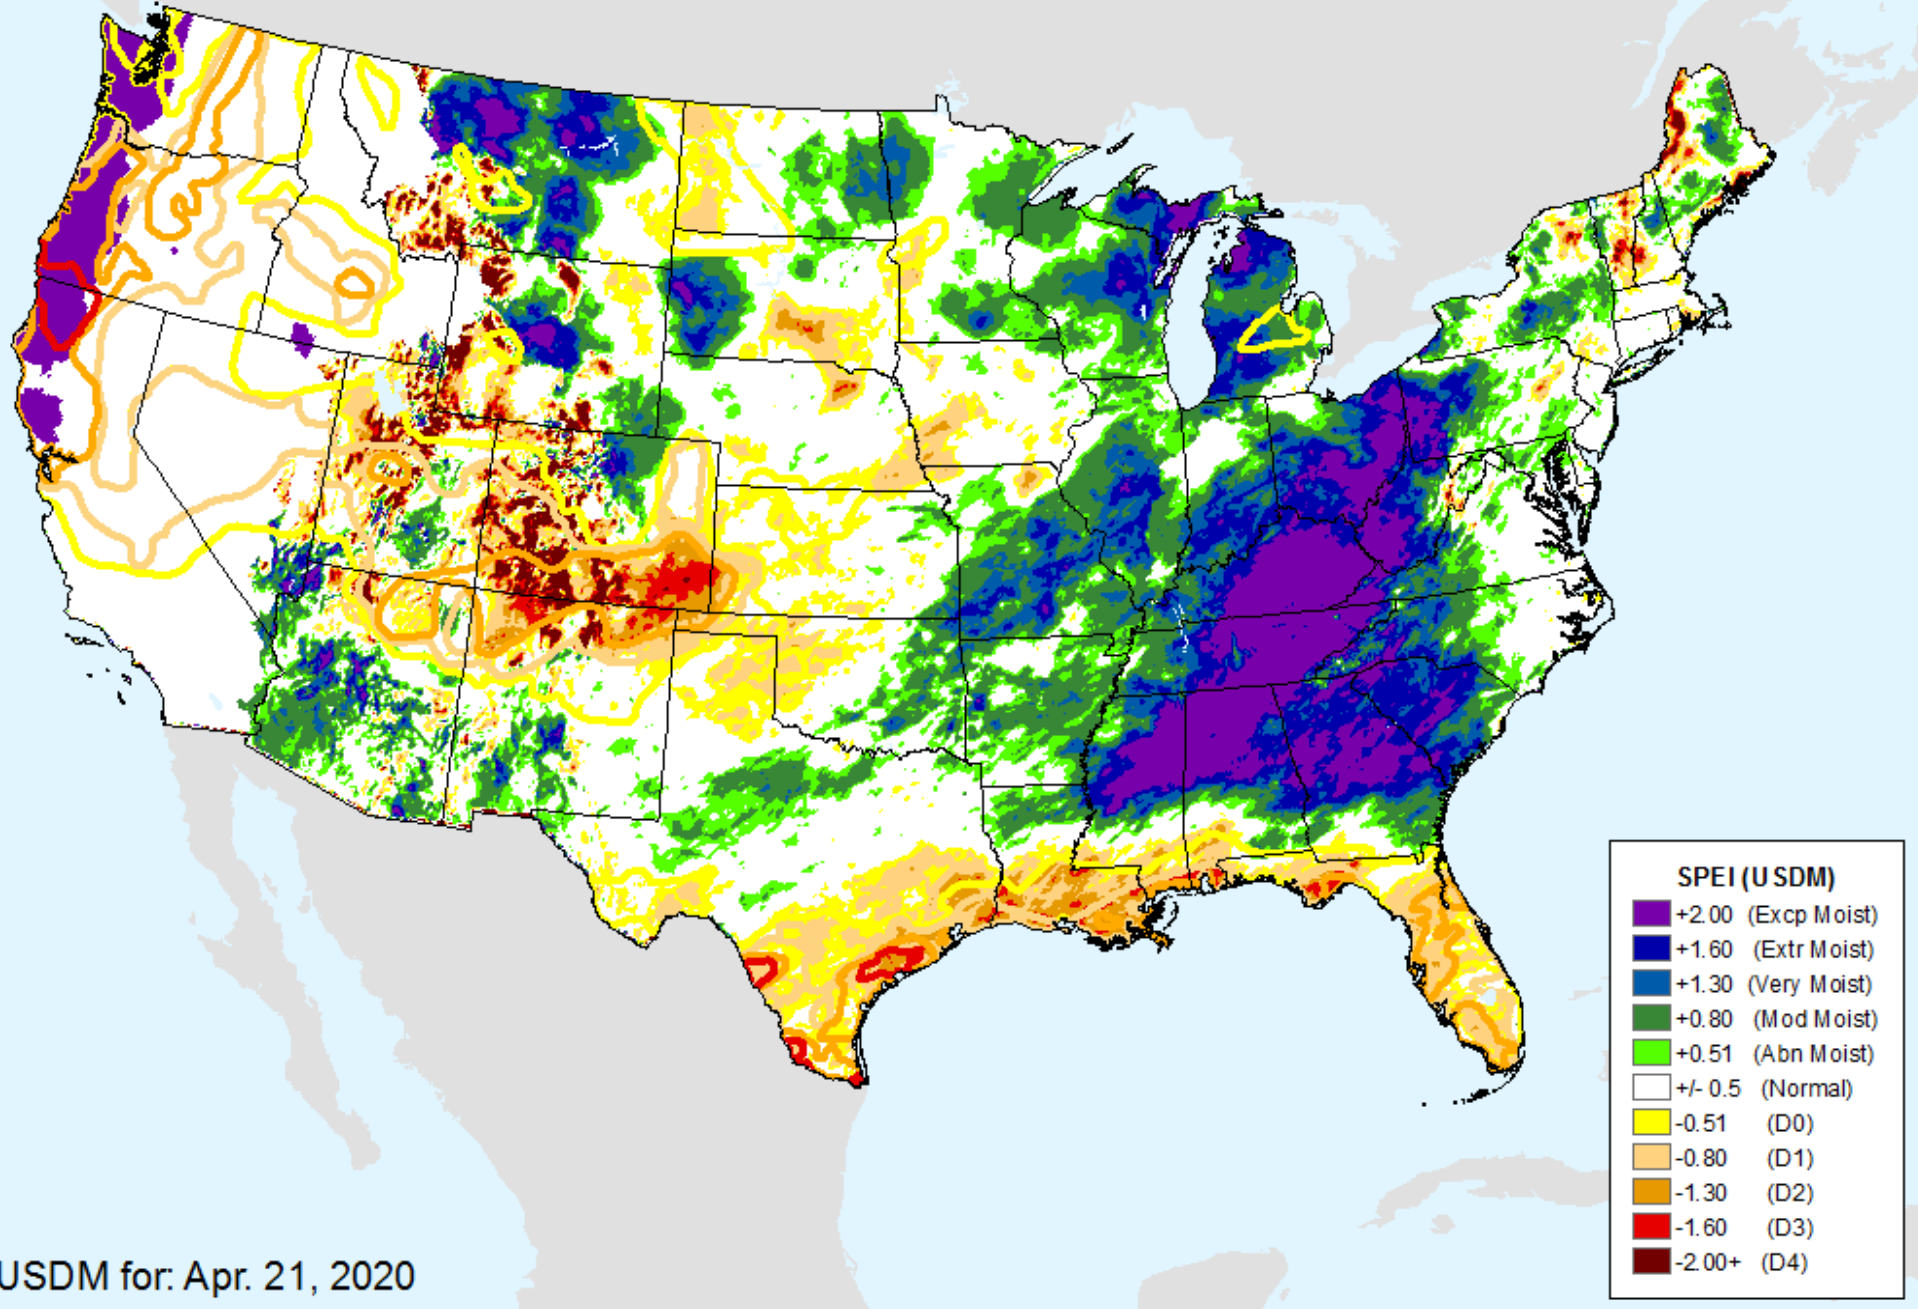 SPEI (USDM)
+2.00 (Excp Moist)
+1.60 (Extr Moist)
+1.30 (Very Moist)
+0.80 (Mod Moist)
+0.51 (Abn Moist)
+/- 0.5 (Normal)
-0.51 (D0)
-0.80 (D1)
-1.30 (D2)
-1.60 (D3)
-2.00+ (D4)
USDM for: Apr. 21, 2020